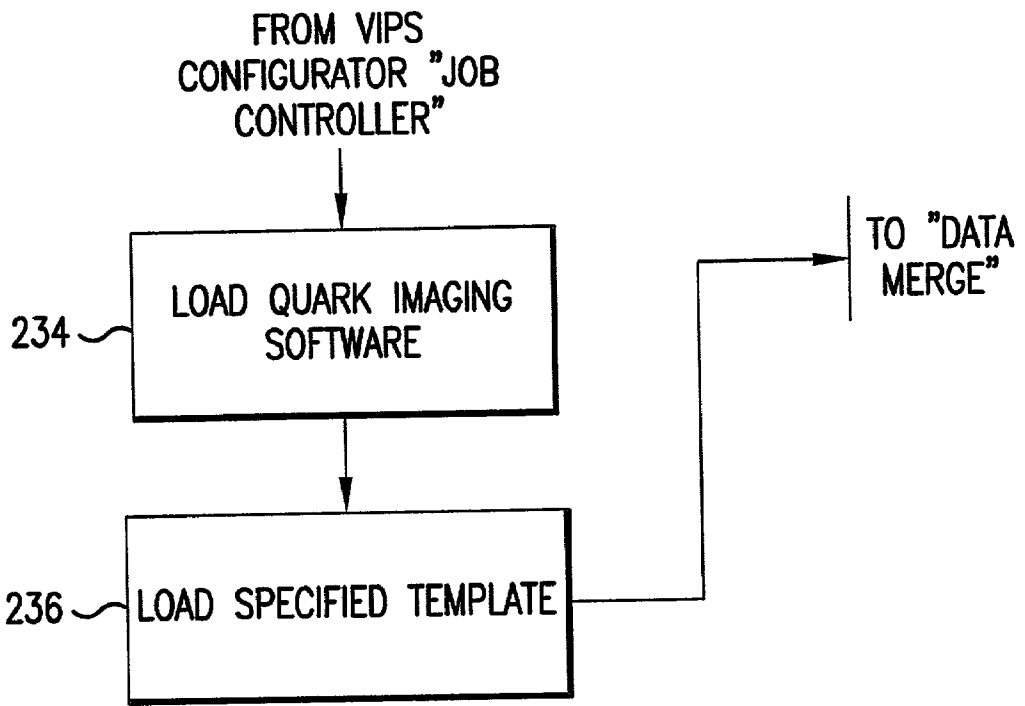 FROM VIPS
CONFIGURATOR "JOB
CONTROLLER"
234
LOAD QUARK IMAGING
SOFTWARE
TO "DATA
MERGE"
236
LOAD SPECIFIED TEMPLATE